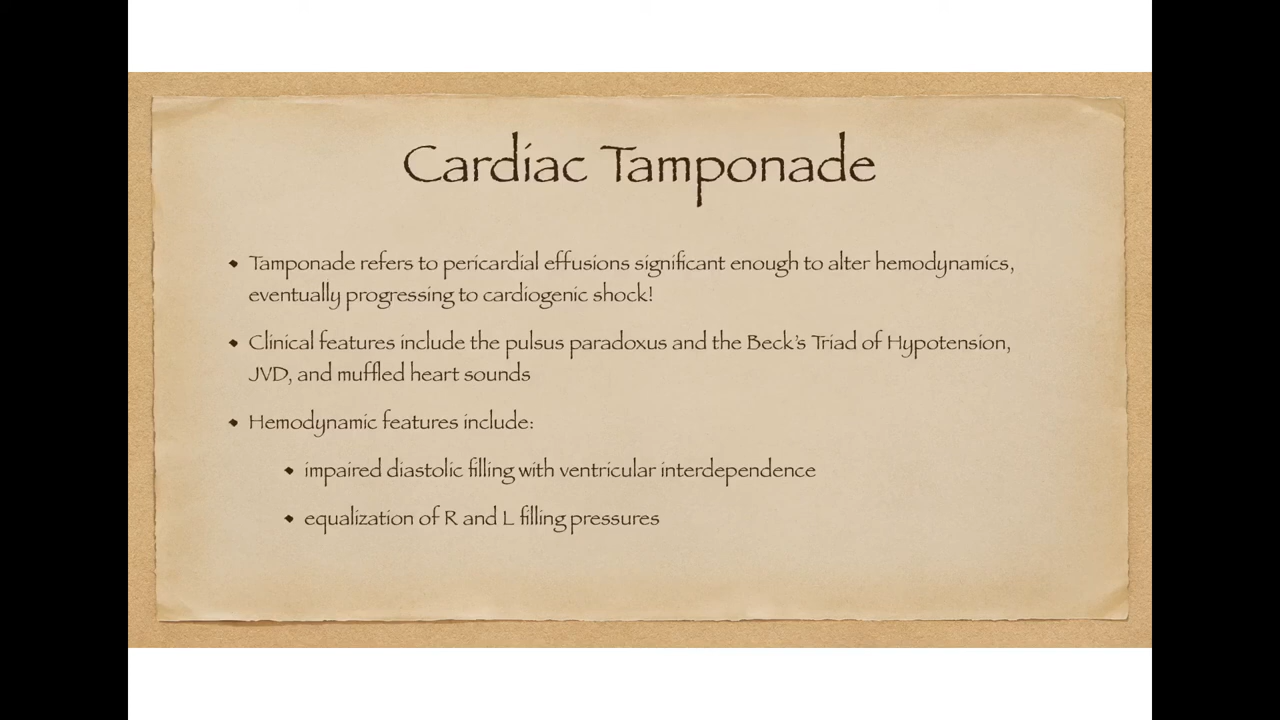 Cardiac Tamponade
• Tamponade refers to pericardial effusions significant enough to alter hemodynamics,
eventually progressing to cardiogenic shock!
• Clinical features include the pulsus paradoxus and the Beck's Triad of Hypotension,
JVD, and muffled heart sounds
• Hemodynamic features include:
• impaired diastolic filling with ventricular interdependence
• equalization of R and L filling pressures